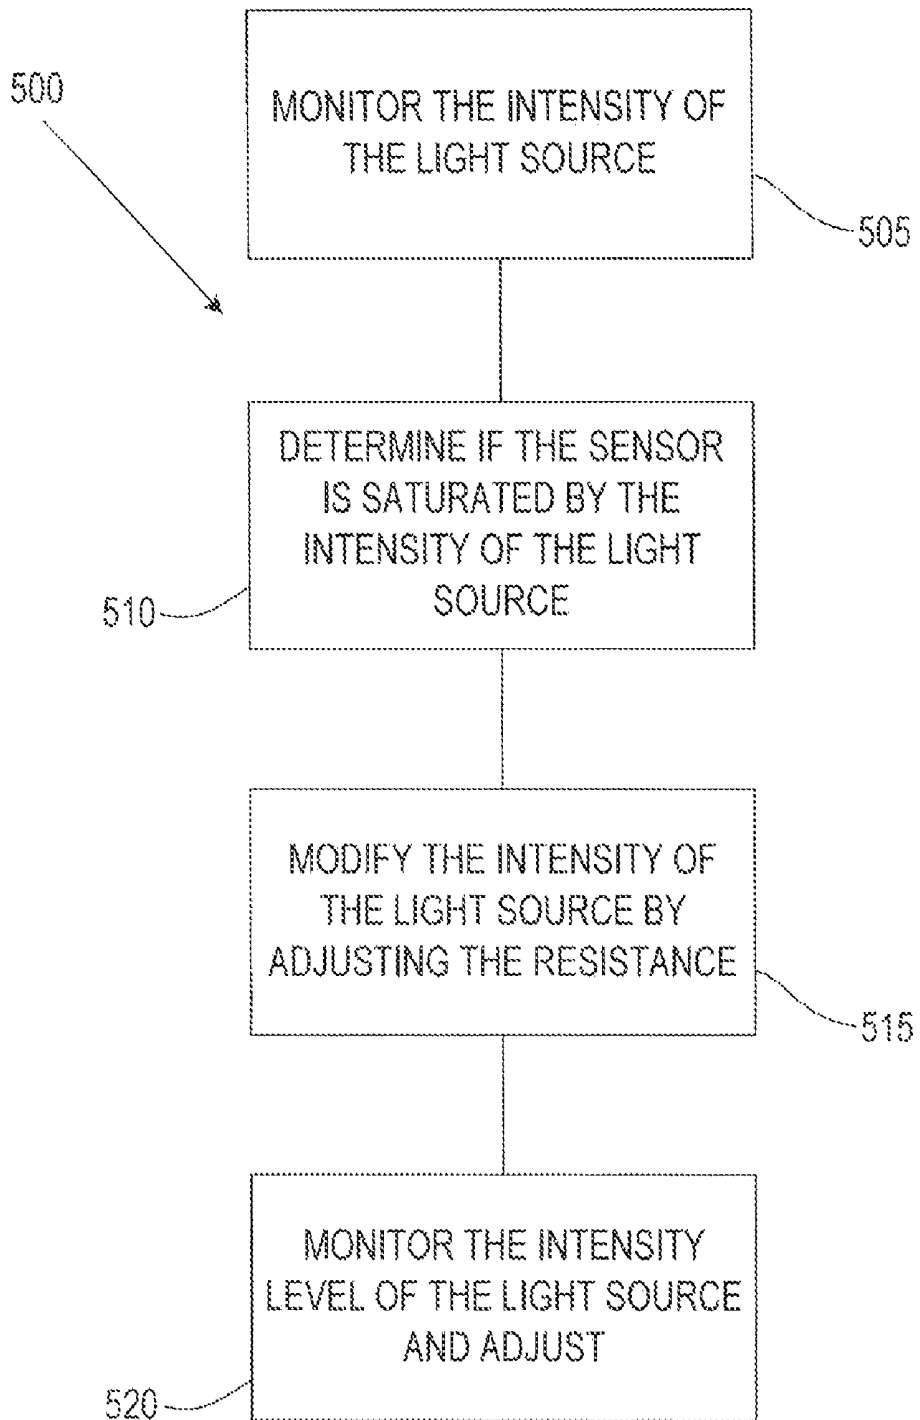 500
MONITOR THE INTENSITY OF
THE LIGHT SOURCE
505
DETERMINE IF THE SENSOR
IS SATURATED BY THE
INTENSITY OF THE LIGHT
SOURCE
510
MODIFY THE INTENSITY OF
THE LIGHT SOURCE BY
ADJUSTING THE RESISTANCE
515
MONITOR THE INTENSITY
LEVEL OF THE LIGHT SOURCE
AND ADJUST
520